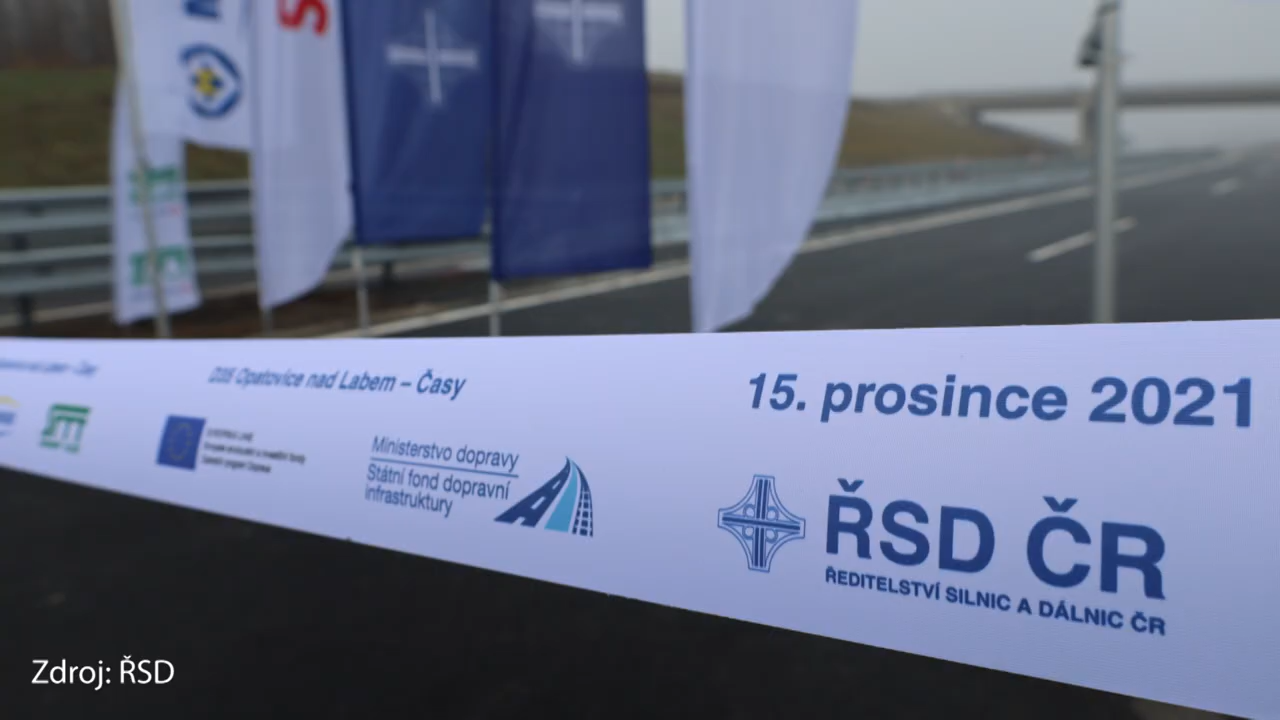 D35 Opatovice nad Labem – Časy
15. prosince 2021
Ministerstvo dopravy
Státní fond dopravní
infrastruktury
ŘSD ČR
ŘEDITELSTVÍ SILNIC A DÁLNIC ČR
Zdroj: ŘSD